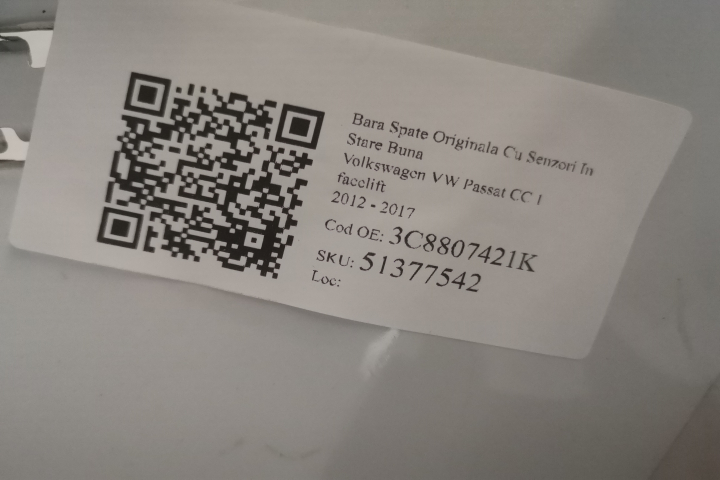 Bara Spate Originala Cu Senzori In
Stare Buna
Volkswagen VW Passat CC I
facelift
2012 - 2017
Cod OE: 3C8807421K
SKU: 51377542
Loc: